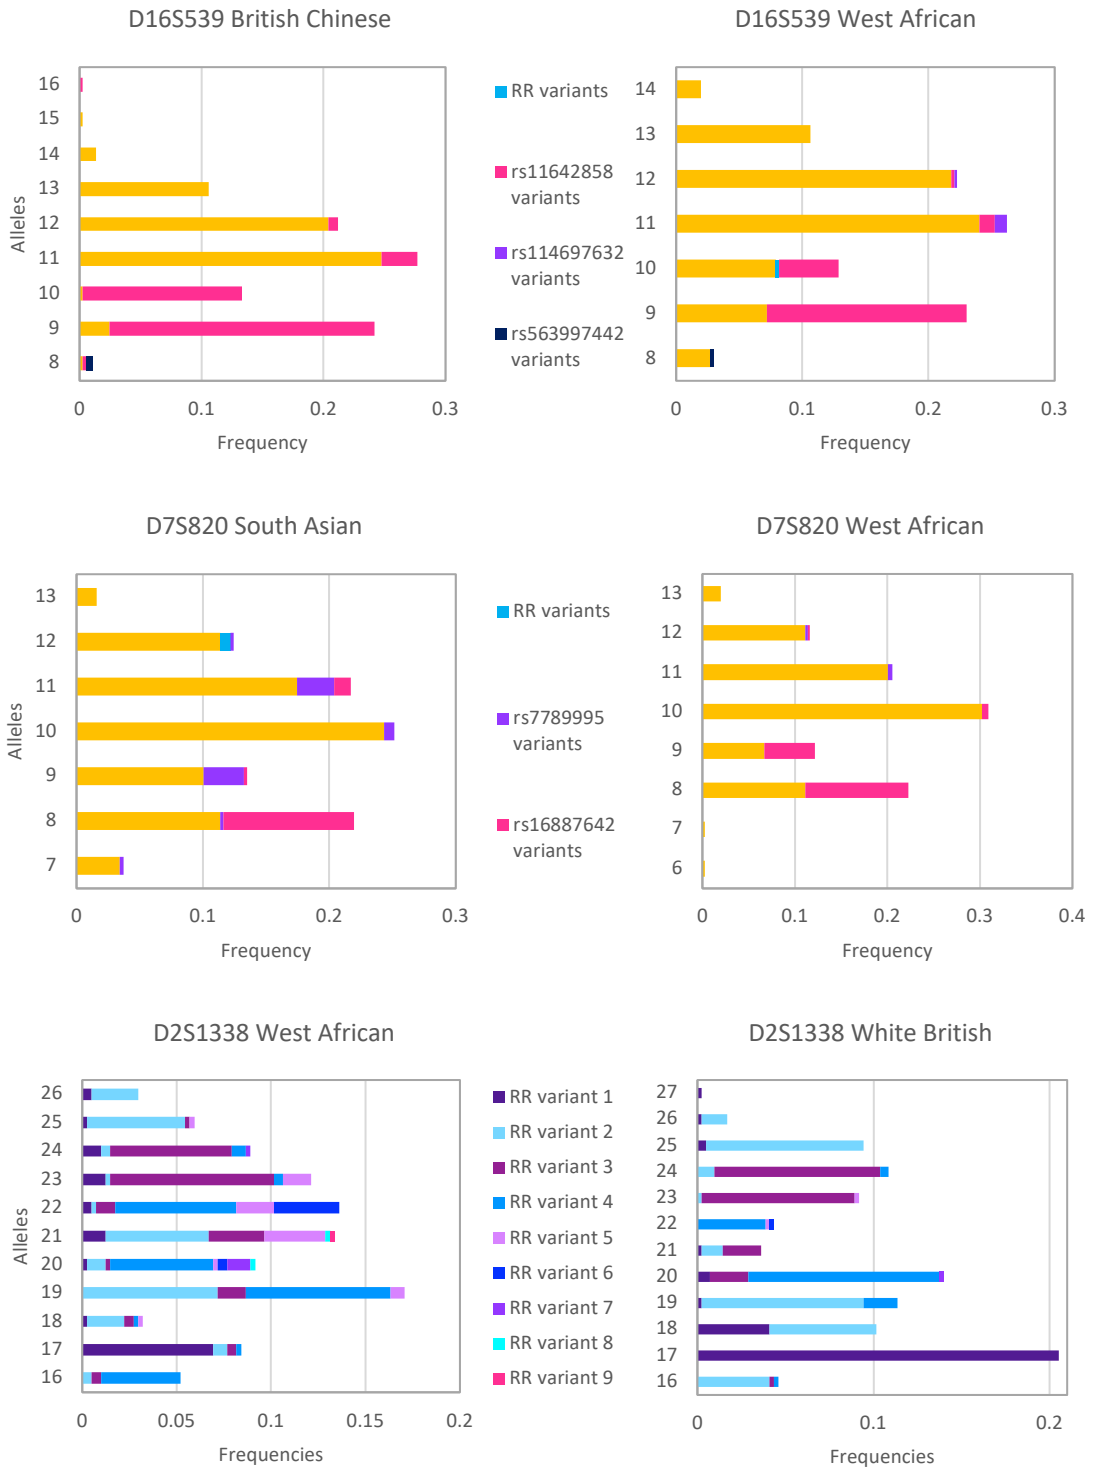 D16S539 British Chinese
Alleles
16
15
14
13
12
11
10
9
8
0
0.1
0.2
0.3
Frequency
RR variants
rs11642858
variants
rs114697632
variants
rs563997442
variants
D16S539 West African
14
13
12
11
10
9
8
0
0.1
0.2
0.3
Frequency
D7S820 South Asian
Alleles
13
12
11
10
9
8
7
0
0.1
0.2
0.3
Frequency
RR variants
rs7789995
variants
rs16887642
variants
D7S820 West African
13
12
11
10
9
8
7
6
0
0.1
0.2
0.3
0.4
Frequency
D2S1338 West African
Alleles
26
25
24
23
22
21
20
19
18
17
16
0
0.05
0.1
0.15
0.2
Frequencies
RR variant 1
RR variant 2
RR variant 3
RR variant 4
RR variant 5
RR variant 6
RR variant 7
RR variant 8
RR variant 9
D2S1338 White British
27
26
25
24
23
22
21
20
19
18
17
16
0
0.1
0.2
Frequencies